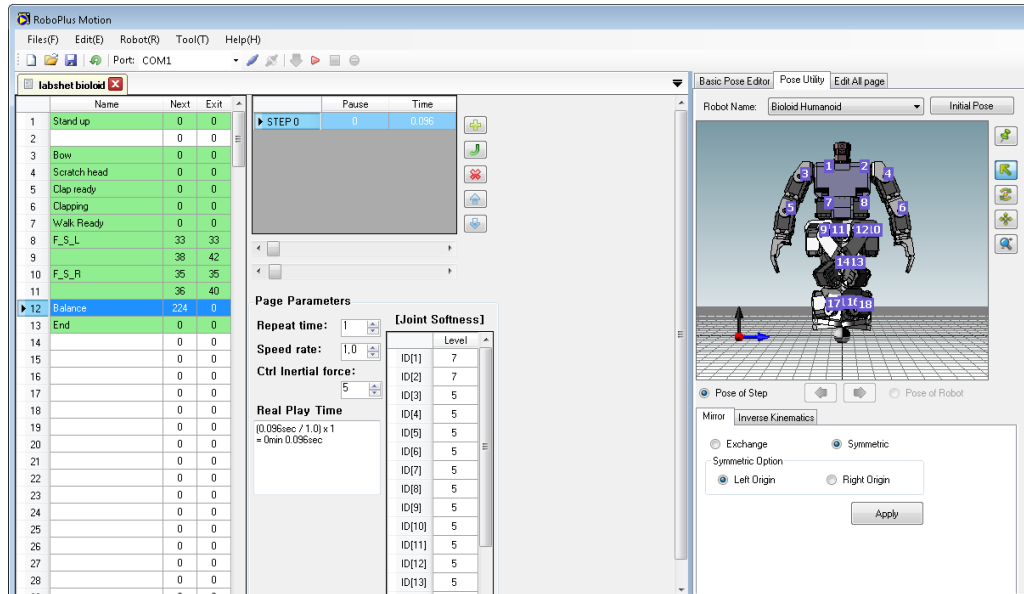 RoboPlus Motion
Files(F) Edit(E) Robot(R) Tool(T) Help(H)
Port: COM1
labshet bioloid
Name Next Exit
1 Stand up 0 0
2 0 0
3 Bow 0 0
4 Scratch head 0 0
5 Clap ready 0 0
6 Clapping 0 0
7 Walk Ready 0 0
8 F_S_L 33 33
9 38 42
10 F_S_R 35 35
11 36 40
12 Balance 224 0
13 End 0 0
14 0 0
15 0 0
16 0 0
17 0 0
18 0 0
19 0 0
20 0 0
21 0 0
22 0 0
23 0 0
24 0 0
25 0 0
26 0 0
27 0 0
28 0 0
Pause Time
STEP 0 0 0.096
Page Parameters
Repeat time: 1
Speed rate: 1,0
Ctrl Inertial force:
5
Real Play Time
(0.096sec / 1.0) x 1
= 0min 0.096sec
[Joint Softness]
Level
ID[1] 7
ID[2] 7
ID[3] 5
ID[4] 5
ID[5] 5
ID[6] 5
ID[7] 5
ID[8] 5
ID[9] 5
ID[10] 5
ID[11] 5
ID[12] 5
ID[13] 5
Basic Pose Editor Pose Utility Edit All page
Robot Name: Bioloid Humanoid Initial Pose
1 2
3 4
5 6
7 8
9 11 12
14 13
17 16 18
Pose of Step Pose of Robot
Mirror Inverse Kinematics
Exchange Symmetric
Symmetric Option
Left Origin Right Origin
Apply